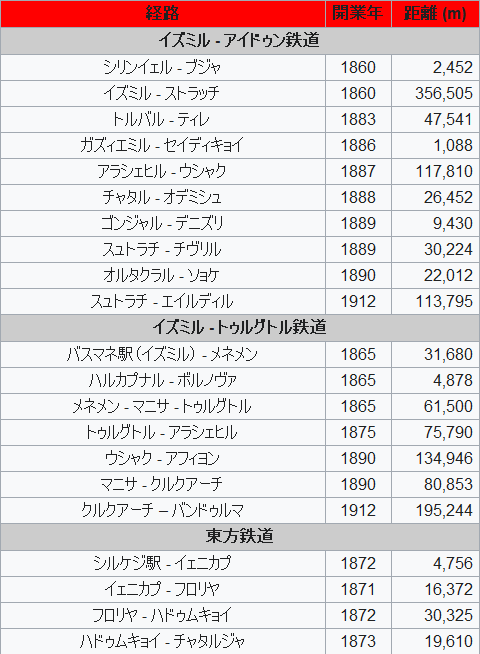 経路 開業年 距離 (m)
イズミル - アイドゥン鉄道
シリンイェル - ブジャ 1860 2,452
イズミル - ストラッチ 1860 356,505
トルバル - ティレ 1883 47,541
ガズィエミル - セイディキョイ 1886 1,088
アラシェヒル - ウシャク 1887 117,810
チャタル - オデミシュ 1888 26,452
ゴンジャル - デニズリ 1889 9,430
スュトラチ - チヴリル 1889 30,224
オルタクラル - ソョケ 1890 22,012
スュトラチ - エイルディル 1912 113,795
イズミル - トゥルグトル鉄道
バスマネ駅（イズミル） - メネメン 1865 31,680
ハルカプナル - ボルノヴァ 1865 4,878
メネメン - マニサ - トゥルグトル 1865 61,500
トゥルグトル - アラシェヒル 1875 75,790
ウシャク - アフィヨン 1890 134,946
マニサ - クルクアーチ 1890 80,853
クルクアーチ – バンドゥルマ 1912 195,244
東方鉄道
シルケジ駅 - イェニカプ 1872 4,756
イェニカプ - フロリヤ 1871 16,372
フロリヤ - ハドゥムキョイ 1872 30,325
ハドゥムキョイ - チャタルジャ 1873 19,610